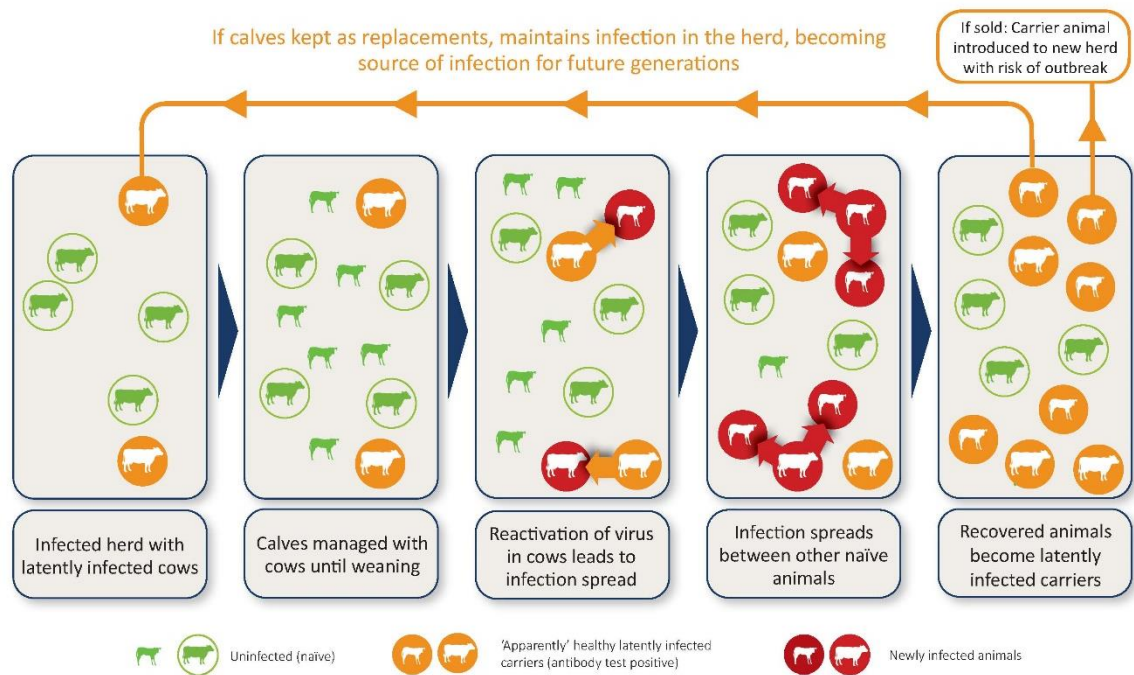 If calves kept as replacements, maintains infection in the herd, becoming
source of infection for future generations
If sold: Carrier animal
introduced to new herd
with risk of outbreak
Infected herd with
latently infected cows
Calves managed with
cows until weaning
Reactivation of virus
in cows leads to
infection spread
Infection spreads
between other naïve
animals
Recovered animals
become latently
infected carriers
Uninfected (naïve)
‘Apparently’ healthy latently infected
carriers (antibody test positive)
Newly infected animals